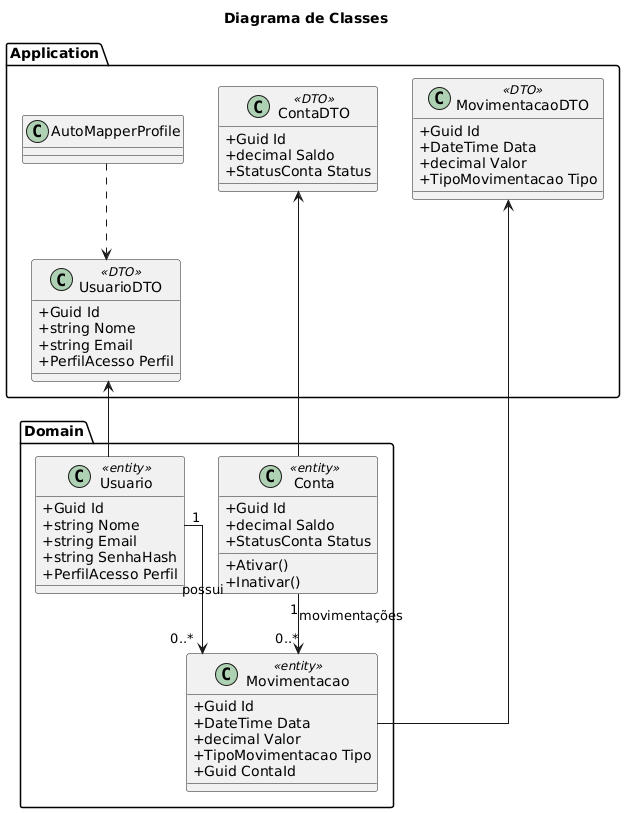 Diagrama de Classes
Application
C AutoMapperProfile
C «DTO»
ContaDTO
+Guid Id
+decimal Saldo
+StatusConta Status
C «DTO»
MovimentacaoDTO
+Guid Id
+DateTime Data
+decimal Valor
+TipoMovimentacao Tipo
C «DTO»
UsuarioDTO
+Guid Id
+string Nome
+string Email
+PerfilAcesso Perfil
Domain
C «entity»
Usuario
+Guid Id
+string Nome
+string Email
+string SenhaHash
+PerfilAcesso Perfil
C «entity»
Conta
+Guid Id
+decimal Saldo
+StatusConta Status
+Ativar()
+Inativar()
1
possui
0..*
1
movimentações
0..*
C «entity»
Movimentacao
+Guid Id
+DateTime Data
+decimal Valor
+TipoMovimentacao Tipo
+Guid ContaId